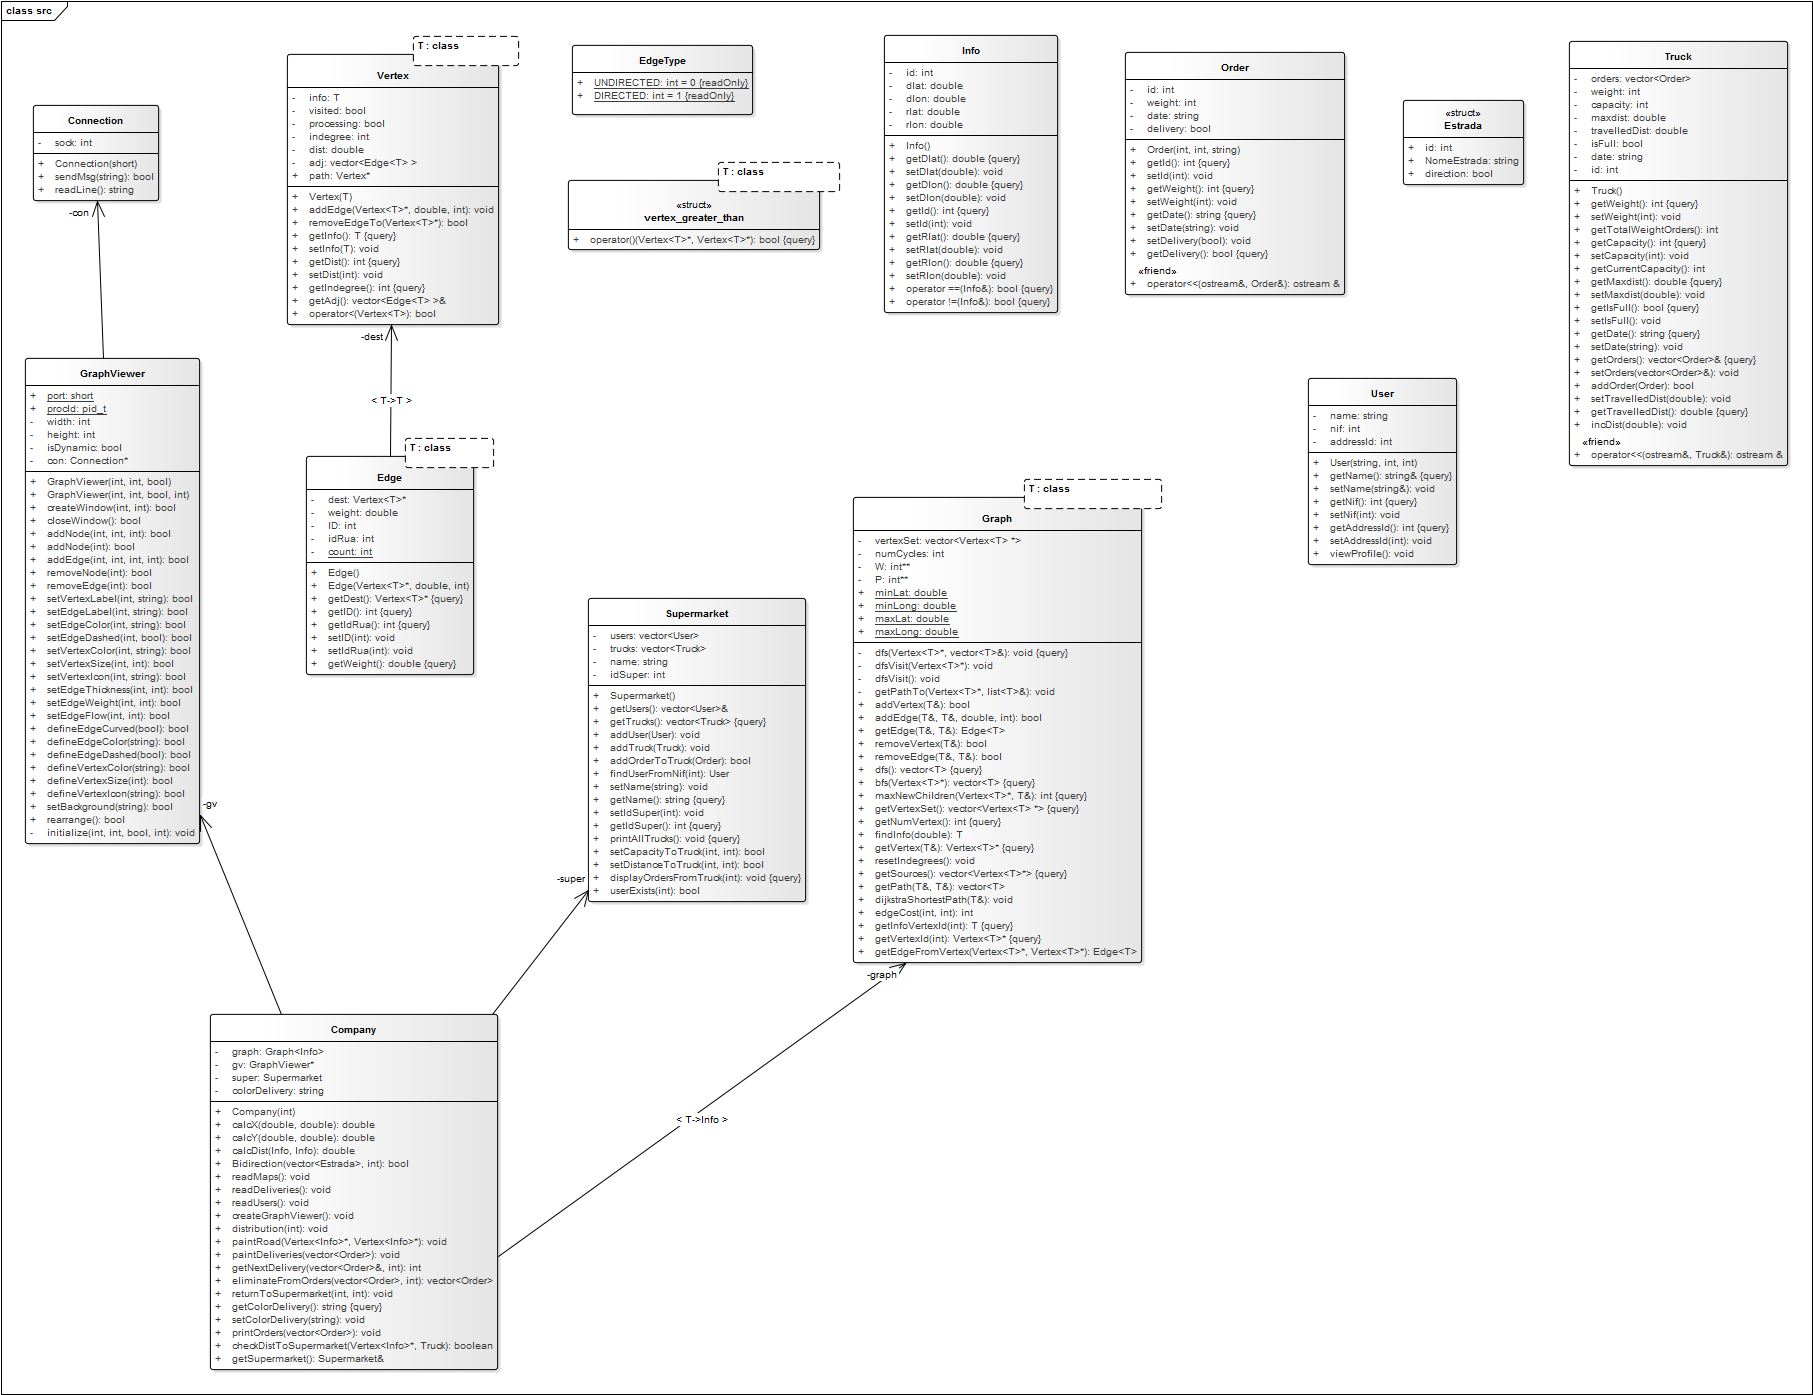 class src
Connection
- sock: int
+ Connection(short)
+ sendMsg(string): bool
+ readLine(): string
-con
T : class
Vertex
- info: T
- visited: bool
- processing: bool
- indegree: int
- dist: double
- adj: vector<Edge<T> >
+ path: Vertex*
+ Vertex(T)
+ addEdge(Vertex<T>*, double, int): void
+ removeEdgeTo(Vertex<T>*): bool
+ getInfo(): T {query}
+ setInfo(T): void
+ getDist(): int {query}
+ setDist(int): void
+ getIndegree(): int {query}
+ getAdj(): vector<Edge<T> >&
+ operator<(Vertex<T>): bool
-dest
< T->T >
EdgeType
+ UNDIRECTED: int = 0 {readOnly}
+ DIRECTED: int = 1 {readOnly}
T : class
«struct»
vertex_greater_than
+ operator()(Vertex<T>*, Vertex<T>*): bool {query}
Info
- id: int
- dlat: double
- dlon: double
- rlat: double
- rlon: double
+ Info()
+ getDlat(): double {query}
+ setDlat(double): void
+ getDlon(): double {query}
+ setDlon(double): void
+ getId(): int {query}
+ setId(int): void
+ getRlat(): double {query}
+ setRlat(double): void
+ getRlon(): double {query}
+ setRlon(double): void
+ operator ==(Info&): bool {query}
+ operator !=(Info&): bool {query}
Order
- id: int
- weight: int
- date: string
- delivery: bool
+ Order(int, int, string)
+ getId(): int {query}
+ setId(int): void
+ getWeight(): int {query}
+ setWeight(int): void
+ getDate(): string {query}
+ setDate(string): void
+ setDelivery(bool): void
+ getDelivery(): bool {query}
«friend»
+ operator<<(ostream&, Order&): ostream &
«struct»
Estrada
+ id: int
+ NomeEstrada: string
+ direction: bool
Truck
- orders: vector<Order>
- weight: int
- capacity: int
- maxdist: double
- travelledDist: double
- isFull: bool
- date: string
- id: int
+ Truck()
+ getWeight(): int {query}
+ setWeight(int): void
+ getTotalWeightOrders(): int
+ getCapacity(): int {query}
+ setCapacity(int): void
+ getCurrentCapacity(): int
+ getMaxdist(): double {query}
+ setMaxdist(double): void
+ getIsFull(): bool {query}
+ setIsFull(): void
+ getDate(): string {query}
+ setDate(string): void
+ getOrders(): vector<Order>& {query}
+ setOrders(vector<Order>&): void
+ addOrder(Order): bool
+ setTravelledDist(double): void
+ getTravelledDist(): double {query}
+ incDist(double): void
«friend»
+ operator<<(ostream&, Truck&): ostream &
GraphViewer
+ port: short
+ procId: pid_t
- width: int
- height: int
- isDynamic: bool
- con: Connection*
+ GraphViewer(int, int, bool)
+ GraphViewer(int, int, bool, int)
+ createWindow(int, int): bool
+ closeWindow(): bool
+ addNode(int, int, int): bool
+ addNode(int): bool
+ addEdge(int, int, int, int): bool
+ removeNode(int): bool
+ removeEdge(int): bool
+ setVertexLabel(int, string): bool
+ setEdgeLabel(int, string): bool
+ setEdgeColor(int, string): bool
+ setEdgeDashed(int, bool): bool
+ setVertexColor(int, string): bool
+ setVertexSize(int, int): bool
+ setVertexIcon(int, string): bool
+ setEdgeThickness(int, int): bool
+ setEdgeWeight(int, int): bool
+ setEdgeFlow(int, int): bool
+ defineEdgeCurved(bool): bool
+ defineEdgeColor(string): bool
+ defineEdgeDashed(bool): bool
+ defineVertexColor(string): bool
+ defineVertexSize(int): bool
+ defineVertexIcon(string): bool
+ setBackground(string): bool
+ rearrange(): bool
- initialize(int, int, bool, int): void
-gv
T : class
Edge
- dest: Vertex<T>*
- weight: double
- ID: int
- idRua: int
- count: int
+ Edge()
+ Edge(Vertex<T>*, double, int)
+ getDest(): Vertex<T>* {query}
+ getID(): int {query}
+ getIdRua(): int {query}
+ setID(int): void
+ setIdRua(int): void
+ getWeight(): double {query}
User
- name: string
- nif: int
- addressId: int
+ User(string, int, int)
+ getName(): string& {query}
+ setName(string&): void
+ getNif(): int {query}
+ setNif(int): void
+ getAddressId(): int {query}
+ setAddressId(int): void
+ viewProfile(): void
Supermarket
- users: vector<User>
- trucks: vector<Truck>
- name: string
- idSuper: int
+ Supermarket()
+ getUsers(): vector<User>&
+ getTrucks(): vector<Truck> {query}
+ addUser(User): void
+ addTruck(Truck): void
+ addOrderToTruck(Order): bool
+ findUserFromNif(int): User
+ setName(string): void
+ getName(): string {query}
+ setIdSuper(int): void
+ getIdSuper(): int {query}
+ printAllTrucks(): void {query}
+ setCapacityToTruck(int, int): bool
+ setDistanceToTruck(int, int): bool
+ displayOrdersFromTruck(int): void {query}
+ userExists(int): bool
-super
T : class
Graph
- vertexSet: vector<Vertex<T> *>
- numCycles: int
- W: int**
- P: int**
+ minLat: double
+ minLong: double
+ maxLat: double
+ maxLong: double
- dfs(Vertex<T>*, vector<T>&): void {query}
- dfsVisit(Vertex<T>*): void
- dfsVisit(): void
- getPathTo(Vertex<T>*, list<T>&): void
+ addVertex(T&): bool
+ addEdge(T&, T&, double, int): bool
+ getEdge(T&, T&): Edge<T>
+ removeVertex(T&): bool
+ removeEdge(T&, T&): bool
+ dfs(): vector<T> {query}
+ bfs(Vertex<T>*): vector<T> {query}
+ maxNewChildren(Vertex<T>*, T&): int {query}
+ getVertexSet(): vector<Vertex<T> *> {query}
+ getNumVertex(): int {query}
+ findInfo(double): T
+ getVertex(T&): Vertex<T>* {query}
+ resetIndegrees(): void
+ getSources(): vector<Vertex<T>*> {query}
+ getPath(T&, T&): vector<T>
+ dijkstraShortestPath(T&): void
+ edgeCost(int, int): int
+ getInfoVertexId(int): T {query}
+ getVertexId(int): Vertex<T>* {query}
+ getEdgeFromVertex(Vertex<T>*, Vertex<T>*): Edge<T>
-graph
< T->Info >
Company
- graph: Graph<Info>
- gv: GraphViewer*
- super: Supermarket
- colorDelivery: string
+ Company(int)
+ calcX(double, double): double
+ calcY(double, double): double
+ calcDist(Info, Info): double
+ Bidirection(vector<Estrada>, int): bool
+ readMaps(): void
+ readDeliveries(): void
+ readUsers(): void
+ createGraphViewer(): void
+ distribution(int): void
+ paintRoad(Vertex<Info>*, Vertex<Info>*): void
+ paintDeliveries(vector<Order>): void
+ getNextDelivery(vector<Order>&, int): int
+ eliminateFromOrders(vector<Order>, int): vector<Order>
+ returnToSupermarket(int, int): void
+ getColorDelivery(): string {query}
+ setColorDelivery(string): void
+ printOrders(vector<Order>): void
+ checkDistToSupermarket(Vertex<Info>*, Truck): boolean
+ getSupermarket(): Supermarket&